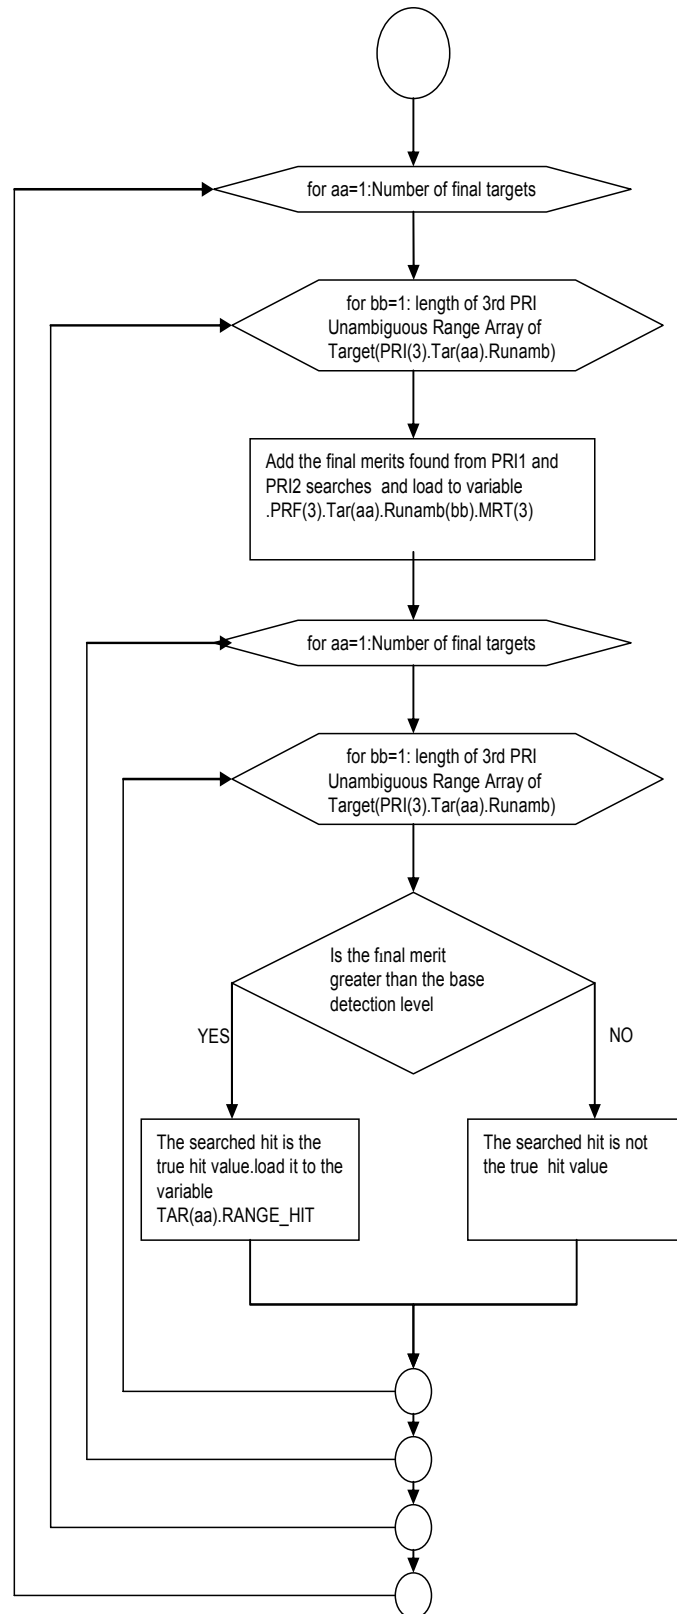 for aa=1:Number of final targets
for bb=1: length of 3rd PRI
Unambiguous Range Array of
Target(PRI(3).Tar(aa).Runamb)
Add the final merits found from PRI1 and
PRI2 searches and load to variable
.PRF(3).Tar(aa).Runamb(bb).MRT(3)
for aa=1:Number of final targets
for bb=1: length of 3rd PRI
Unambiguous Range Array of
Target(PRI(3).Tar(aa).Runamb)
Is the fınal merit
greater than the base
detection level
YES
NO
The searched hit is the
true hit value.load it to the
variable
TAR(aa).RANGE_HIT
The searched hit is not
the true hit value